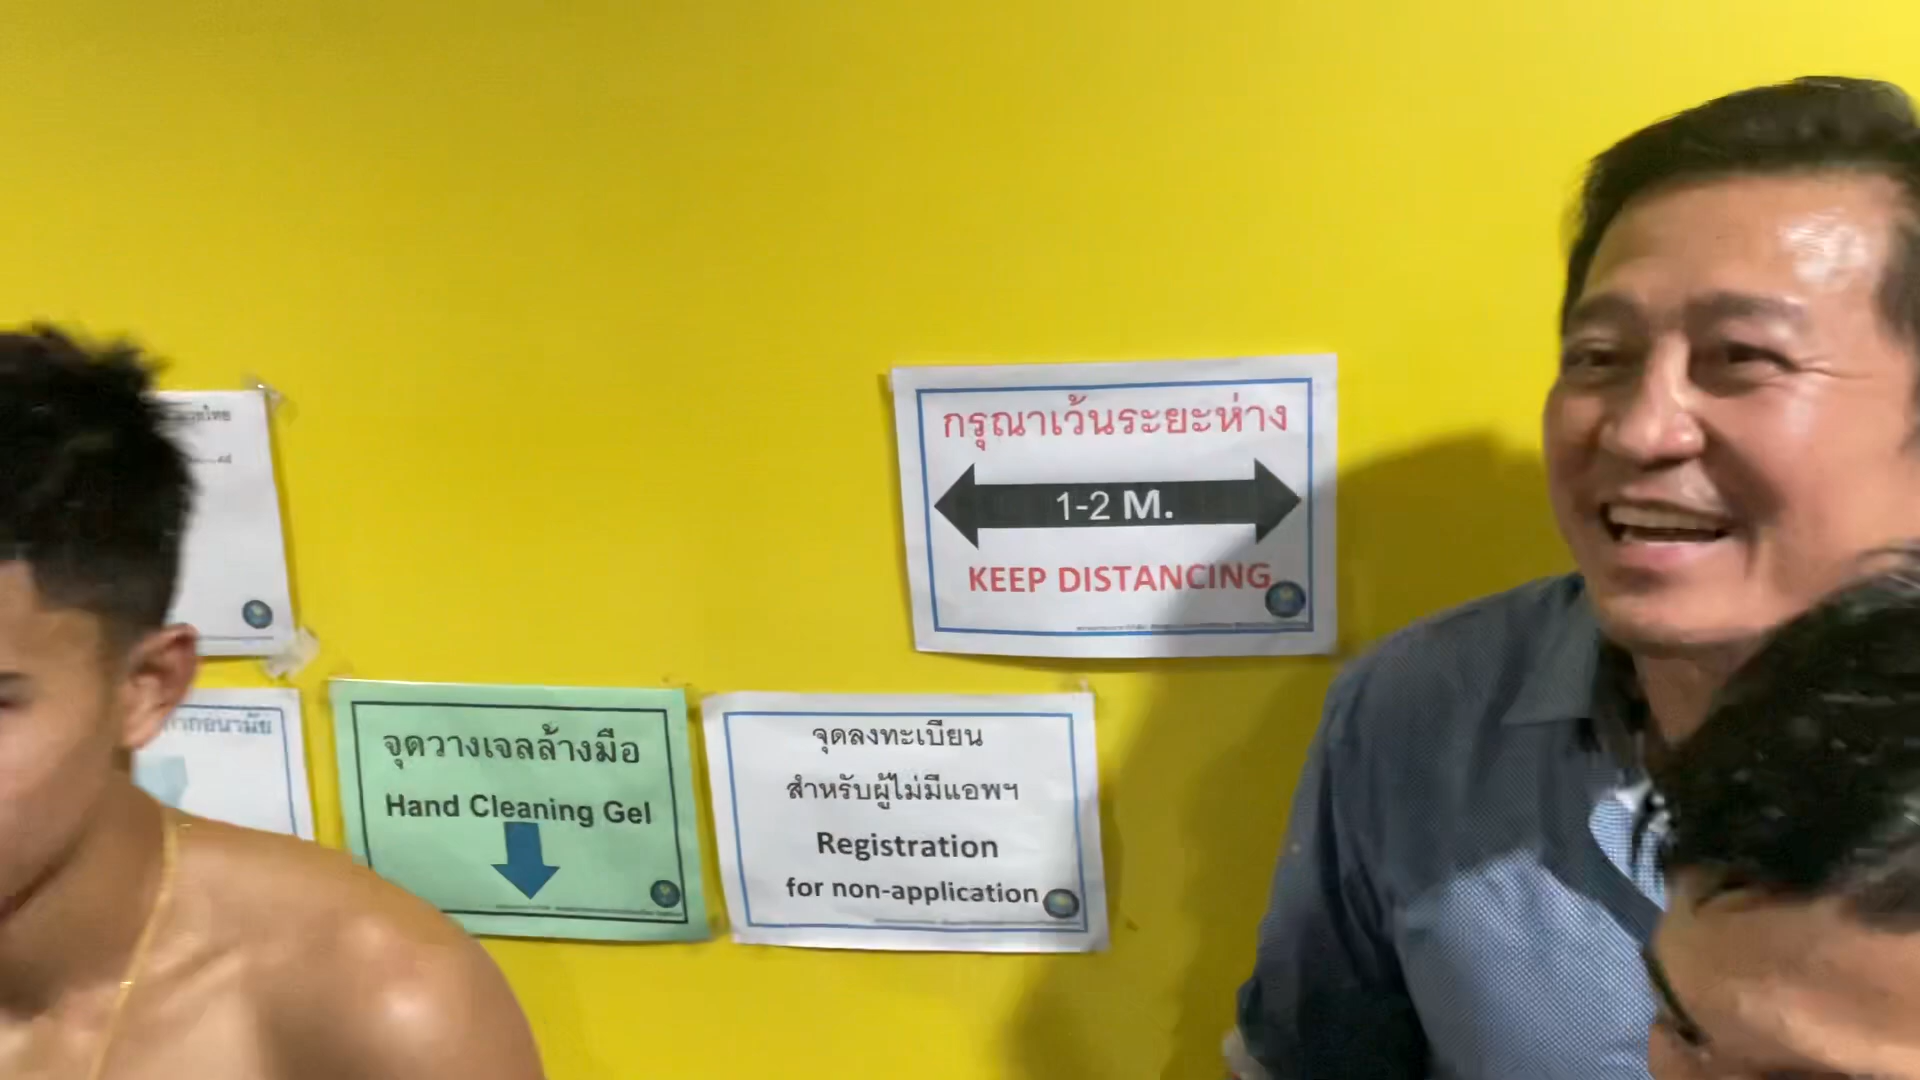 กรุณาเว้นระยะห่าง
1-2 M.
KEEP DISTANCING
จุดวางเจลล้างมือ
Hand Cleaning Gel
จุดลงทะเบียน
สำหรับผู้ไม่มีแอพฯ
Registration
for non-application